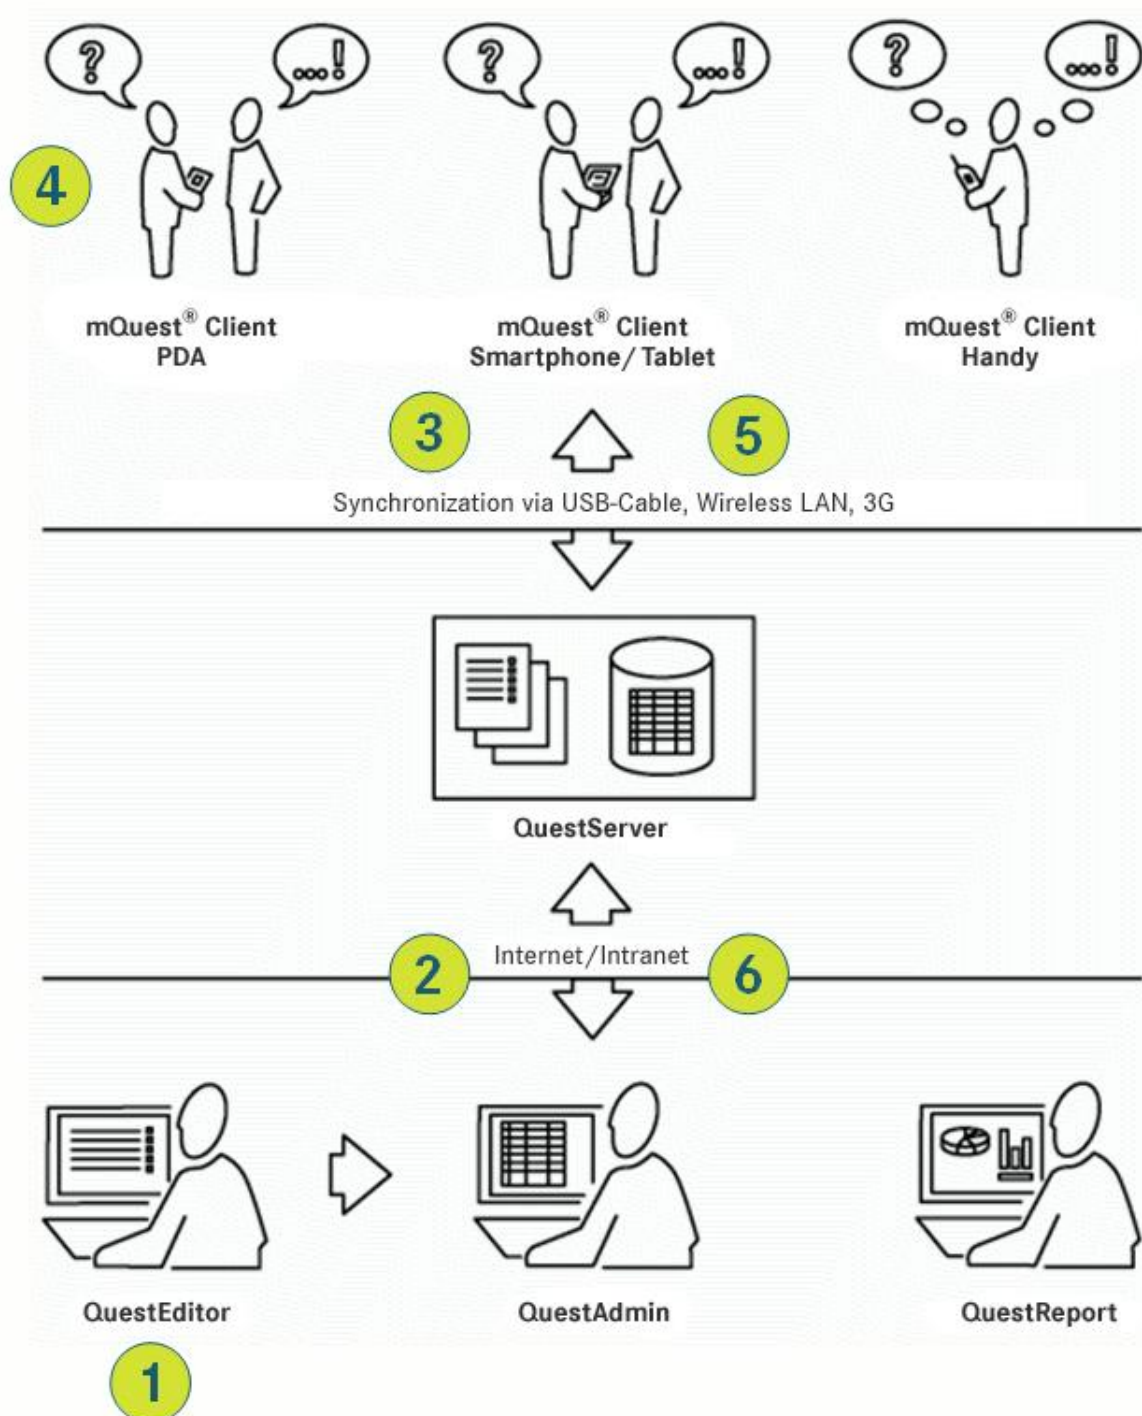 ? ...! ? ...! ? ...!
4
mQuest® Client
PDA
mQuest® Client
Smartphone/ Tablet
mQuest® Client
Handy
3 5
Synchronization via USB-Cable, Wireless LAN, 3G
QuestServer
2 Internet/Intranet 6
QuestEditor
QuestAdmin
QuestReport
1